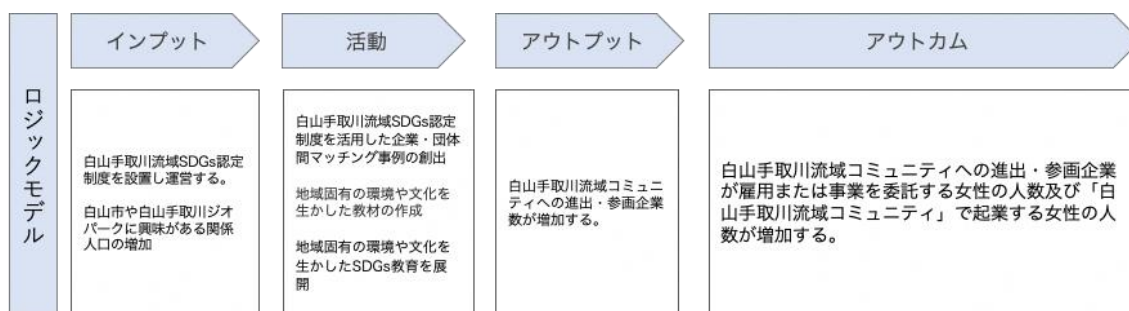 ロジックモデル
インプット
活動
アウトプット
アウトカム
白山手取川流域SDGs認定
制度を設置し運営する。
白山市や白山手取川ジオ
パークに興味がある関係
人口の増加
白山手取川流域SDGs認定
制度を活用した企業・団体
間マッチング事例の創出
地域固有の環境や文化を
生かした教材の作成
地域固有の環境や文化を
生かしたSDGs教育を展
開
白山手取川流域コミュニ
ティへの進出・参画企業
数が増加する。
白山手取川流域コミュニティへの進出・参画企業
が雇用または事業を委託する女性の人数及び「白
山手取川流域コミュニティ」で起業する女性の人
数が増加する。